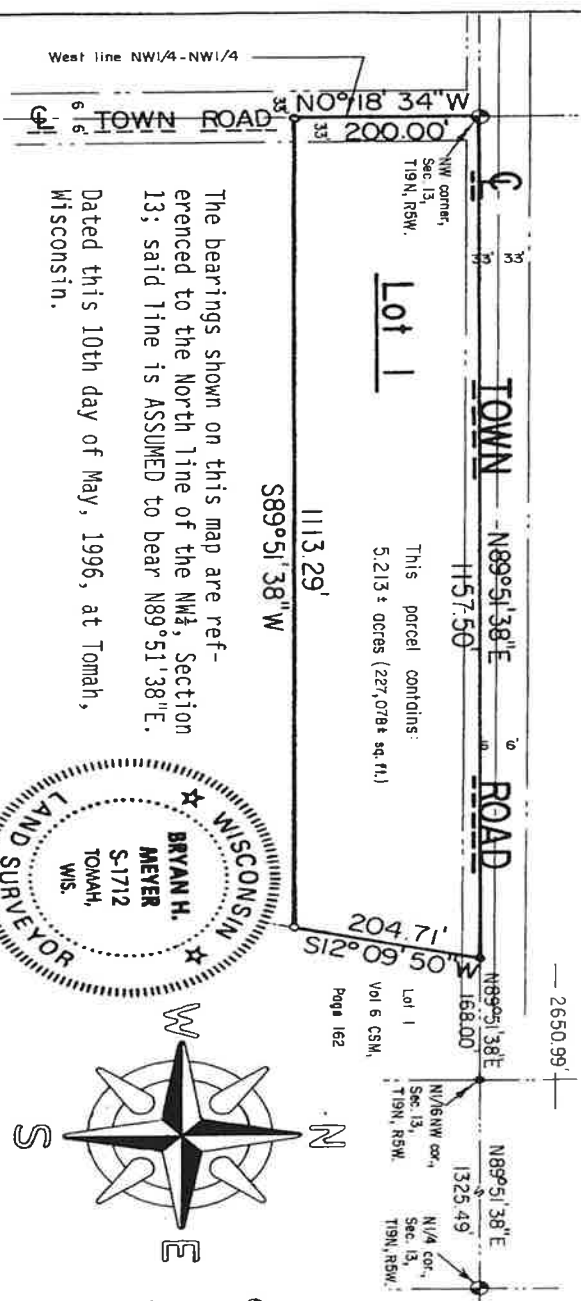 2650.99'
West line NW1/4-NW1/4
33' N0°18'34"W
33' 200.00'
6' 6' TOWN ROAD
NW corner,
Sec. 13,
T19N, R5W.
33' 33'
TOWN ROAD
N89°51'38"E
1157.50'
6'
N89°51'38"E
168.00'
N1/16NW cor.,
Sec. 13,
T19N, R5W.
N89°51'38"E
1325.49'
N1/4 cor.,
Sec. 13,
T19N, R5W.
Lot 1
This parcel contains:
5.213± acres (227,078± sq. ft.)
204.71'
S12°09'50"W
Lot 1
Vol 6 CSM,
Page 162
1113.29'
S89°51'38"W
The bearings shown on this map are ref-
erenced to the North line of the NW¼, Section
13; said line is ASSUMED to bear N89°51'38"E.
Dated this 10th day of May, 1996, at Tomah,
Wisconsin.
WISCONSIN
BRYAN H.
MEYER
S-1712
TOMAH,
WIS.
LAND SURVEYOR
N
W
E
S